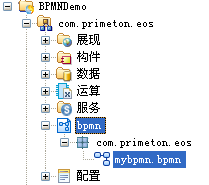 BPMNDemo
com.primeton.eos
展现
构件
数据
运算
服务
bpmn
com.primeton.eos
mybpmn.bpmn
配置